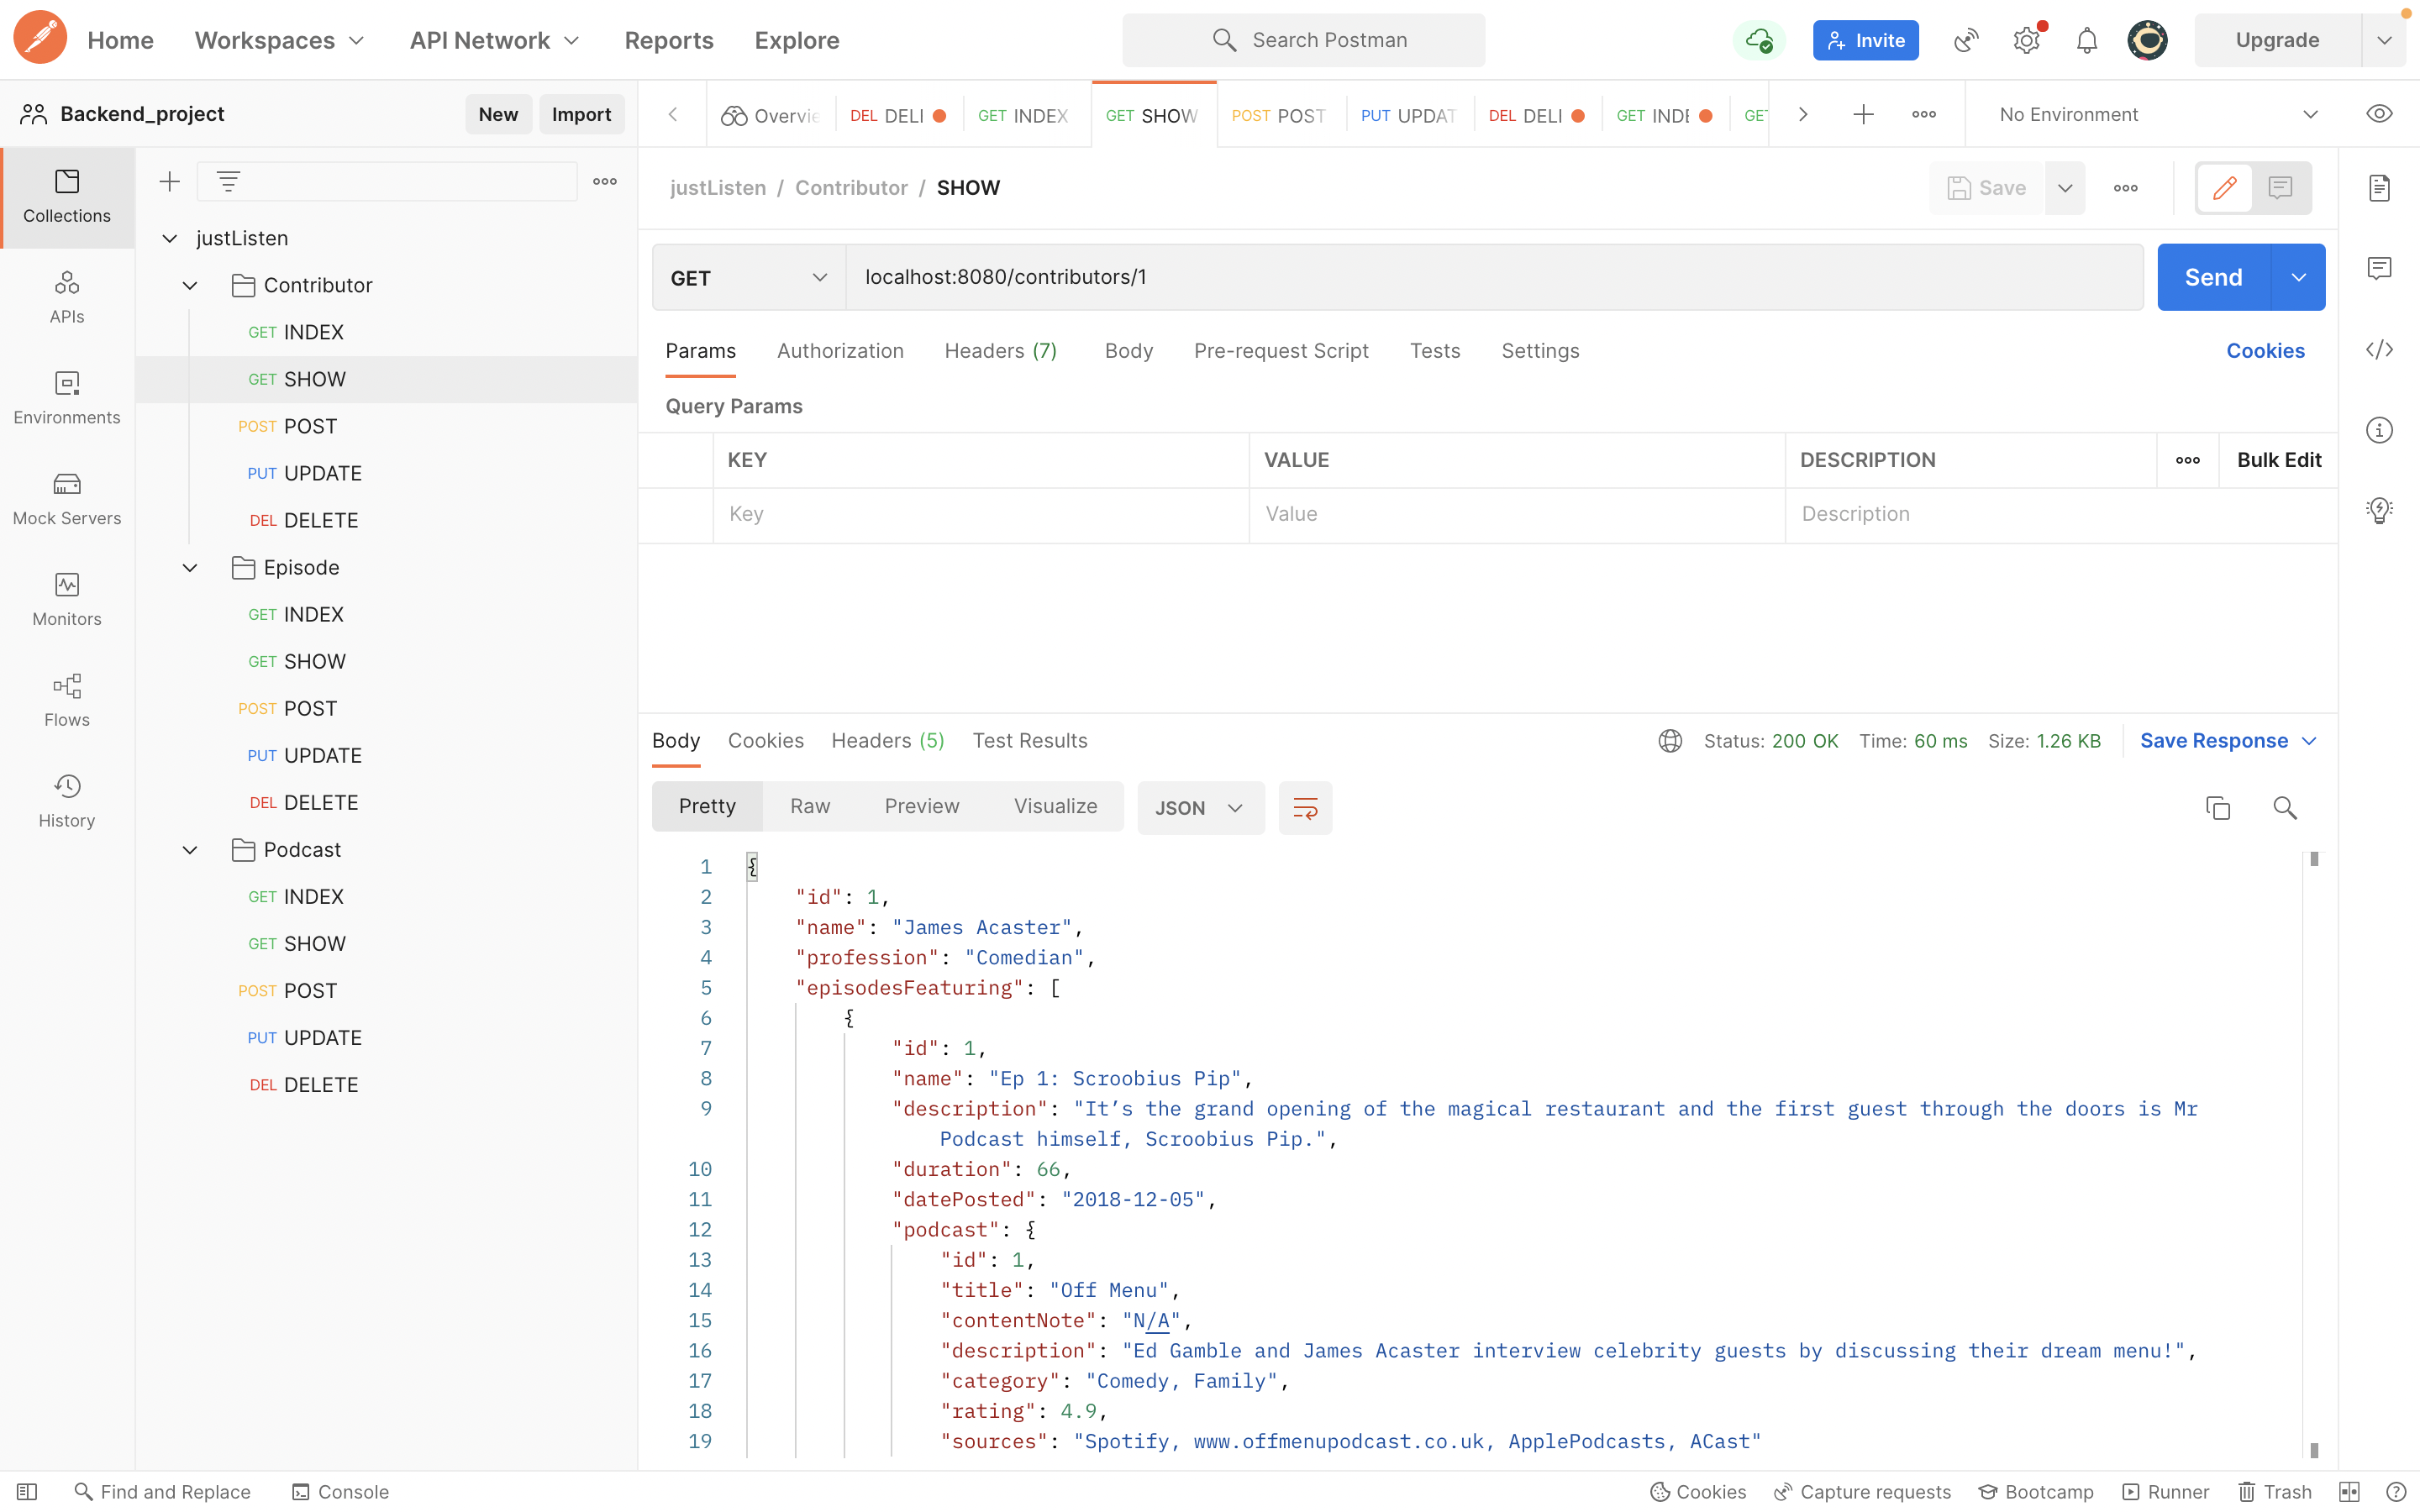 Home Workspaces API Network Reports Explore Search Postman Invite Upgrade
Backend_project New Import
Overvie DEL DELI GET INDEX GET SHOW POST POST PUT UPDAT DEL DELI GET INDE GET No Environment
Collections
APIs
Environments
Mock Servers
Monitors
Flows
History
justListen
Contributor
GET INDEX
GET SHOW
POST POST
PUT UPDATE
DEL DELETE
Episode
GET INDEX
GET SHOW
POST POST
PUT UPDATE
DEL DELETE
Podcast
GET INDEX
GET SHOW
POST POST
PUT UPDATE
DEL DELETE
justListen / Contributor / SHOW Save
GET localhost:8080/contributors/1 Send
Params Authorization Headers (7) Body Pre-request Script Tests Settings Cookies
Query Params
KEY VALUE DESCRIPTION Bulk Edit
Key Value Description
Body Cookies Headers (5) Test Results Status: 200 OK Time: 60 ms Size: 1.26 KB Save Response
Pretty Raw Preview Visualize JSON
1 {
2 "id": 1,
3 "name": "James Acaster",
4 "profession": "Comedian",
5 "episodesFeaturing": [
6 {
7 "id": 1,
8 "name": "Ep 1: Scroobius Pip",
9 "description": "It’s the grand opening of the magical restaurant and the first guest through the doors is Mr
Podcast himself, Scroobius Pip.",
10 "duration": 66,
11 "datePosted": "2018-12-05",
12 "podcast": {
13 "id": 1,
14 "title": "Off Menu",
15 "contentNote": "N/A",
16 "description": "Ed Gamble and James Acaster interview celebrity guests by discussing their dream menu!",
17 "category": "Comedy, Family",
18 "rating": 4.9,
19 "sources": "Spotify, www.offmenupodcast.co.uk, ApplePodcasts, ACast"
Find and Replace Console Cookies Capture requests Bootcamp Runner Trash